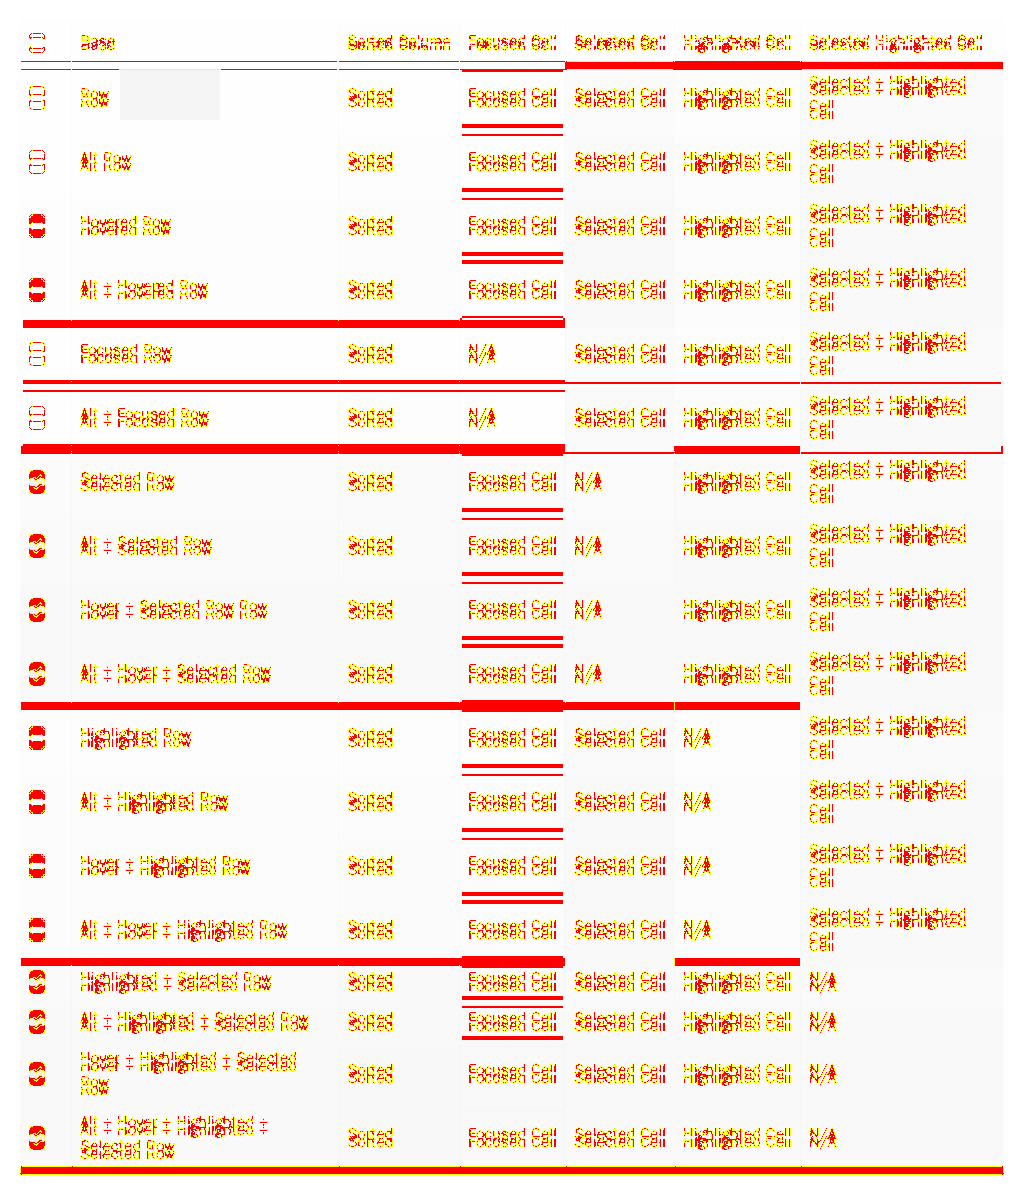 Base Sorted Column Focused Cell Selected Cell Highlighted Cell Selected Highlighted Cell
Row Sorted Focused Cell Selected Cell Highlighted Cell Selected + Highlighted
Cell
Alt Row Sorted Focused Cell Selected Cell Highlighted Cell Selected + Highlighted
Cell
Hovered Row Sorted Focused Cell Selected Cell Highlighted Cell Selected + Highlighted
Cell
Alt + Hovered Row Sorted Focused Cell Selected Cell Highlighted Cell Selected + Highlighted
Cell
Focused Row Sorted N/A Selected Cell Highlighted Cell Selected + Highlighted
Cell
Alt + Focused Row Sorted N/A Selected Cell Highlighted Cell Selected + Highlighted
Cell
Selected Row Sorted Focused Cell N/A Highlighted Cell Selected + Highlighted
Cell
Alt + Selected Row Sorted Focused Cell N/A Highlighted Cell Selected + Highlighted
Cell
Hover + Selected Row Row Sorted Focused Cell N/A Highlighted Cell Selected + Highlighted
Cell
Alt + Hover + Selected Row Sorted Focused Cell N/A Highlighted Cell Selected + Highlighted
Cell
Highlighted Row Sorted Focused Cell Selected Cell N/A Selected + Highlighted
Cell
Alt + Highlighted Row Sorted Focused Cell Selected Cell N/A Selected + Highlighted
Cell
Hover + Highlighted Row Sorted Focused Cell Selected Cell N/A Selected + Highlighted
Cell
Alt + Hover + Highlighted Row Sorted Focused Cell Selected Cell N/A Selected + Highlighted
Cell
Highlighted + Selected Row Sorted Focused Cell Selected Cell Highlighted Cell N/A
Alt + Highlighted + Selected Row Sorted Focused Cell Selected Cell Highlighted Cell N/A
Hover + Highlighted + Selected
Row Sorted Focused Cell Selected Cell Highlighted Cell N/A
Alt + Hover + Highlighted +
Selected Row Sorted Focused Cell Selected Cell Highlighted Cell N/A